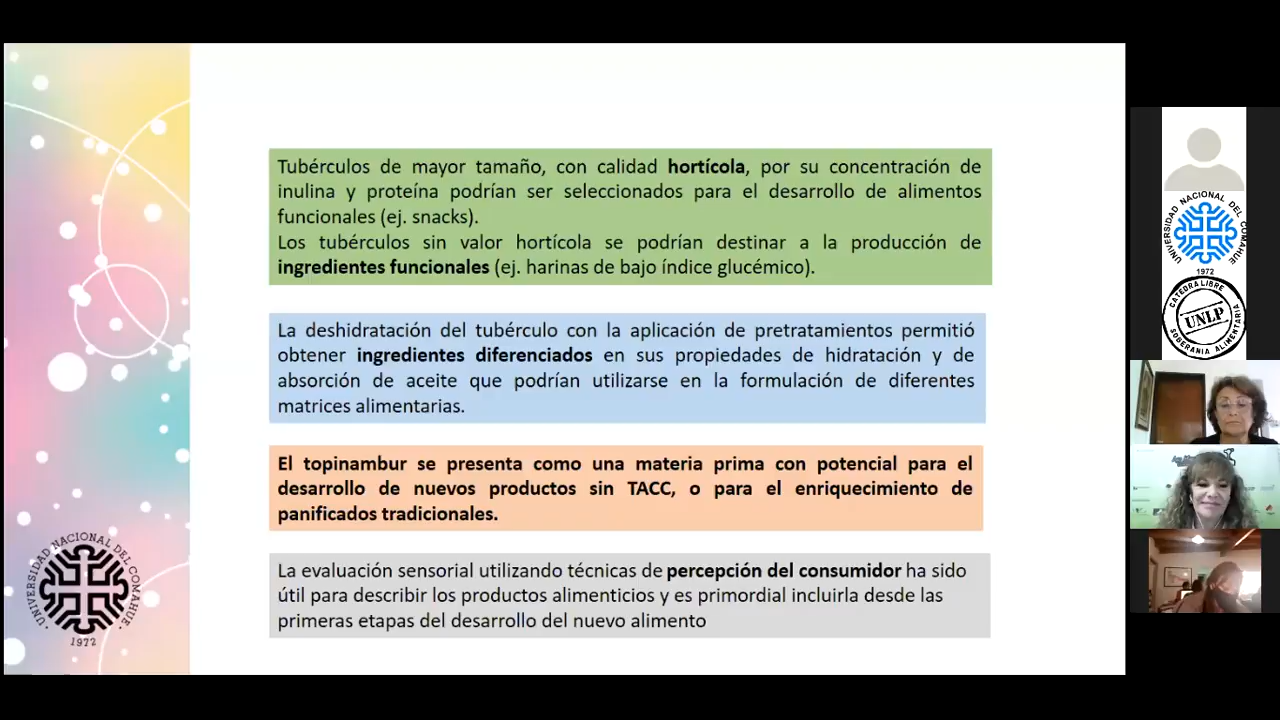 Tubérculos de mayor tamaño, con calidad hortícola, por su concentración de
inulina y proteína podrían ser seleccionados para el desarrollo de alimentos
funcionales (ej. snacks).
Los tubérculos sin valor hortícola se podrían destinar a la producción de
ingredientes funcionales (ej. harinas de bajo índice glucémico).
La deshidratación del tubérculo con la aplicación de pretratamientos permitió
obtener ingredientes diferenciados en sus propiedades de hidratación y de
absorción de aceite que podrían utilizarse en la formulación de diferentes
matrices alimentarias.
El topinambur se presenta como una materia prima con potencial para el
desarrollo de nuevos productos sin TACC, o para el enriquecimiento de
panificados tradicionales.
La evaluación sensorial utilizando técnicas de percepción del consumidor ha sido
útil para describir los productos alimenticios y es primordial incluirla desde las
primeras etapas del desarrollo del nuevo alimento
UNIVERSIDAD NACIONAL DEL COMAHUE
1972
UNIVERSIDAD NACIONAL DEL COMAHUE
1972
CATEDRA LIBRE
UNLP
SOBERANIA ALIMENTARIA